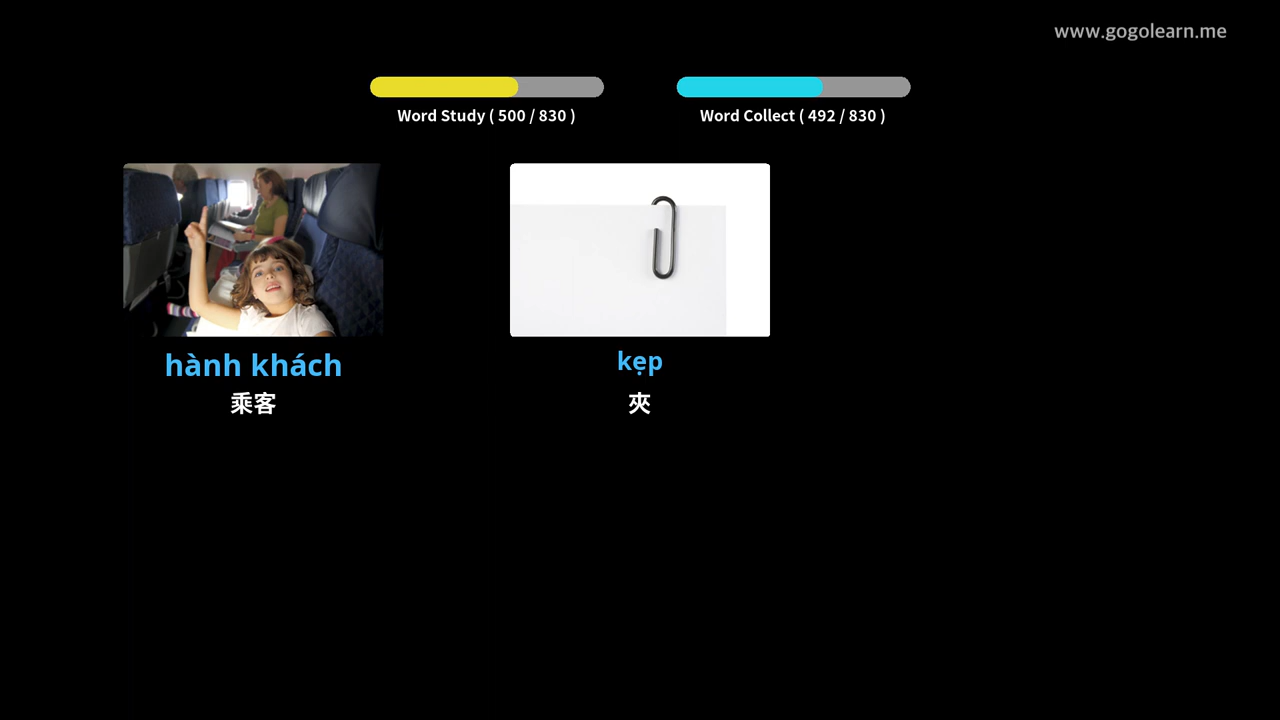 www.gogolearn.me
Word Study ( 500 / 830 )
Word Collect ( 492 / 830 )
hành khách
乘客
kẹp
夾